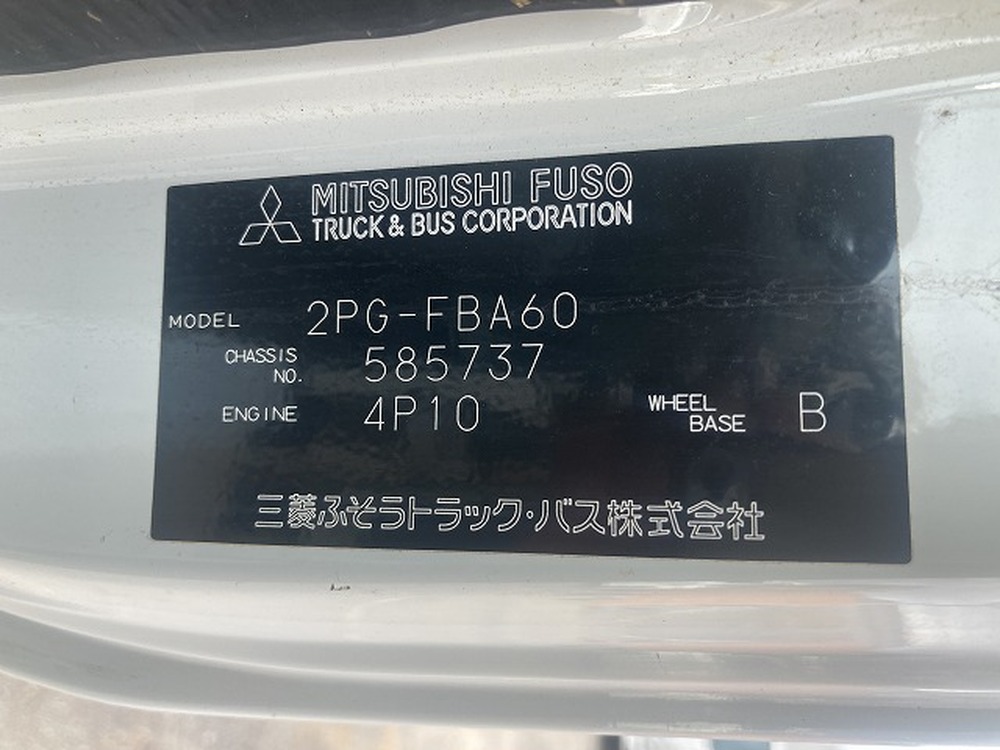 MITSUBISHI FUSO
TRUCK & BUS CORPORATION
MODEL 2PG-FBA60
CHASSIS NO. 585737
ENGINE 4P10 WHEEL BASE B
三菱ふそうトラック・バス株式会社